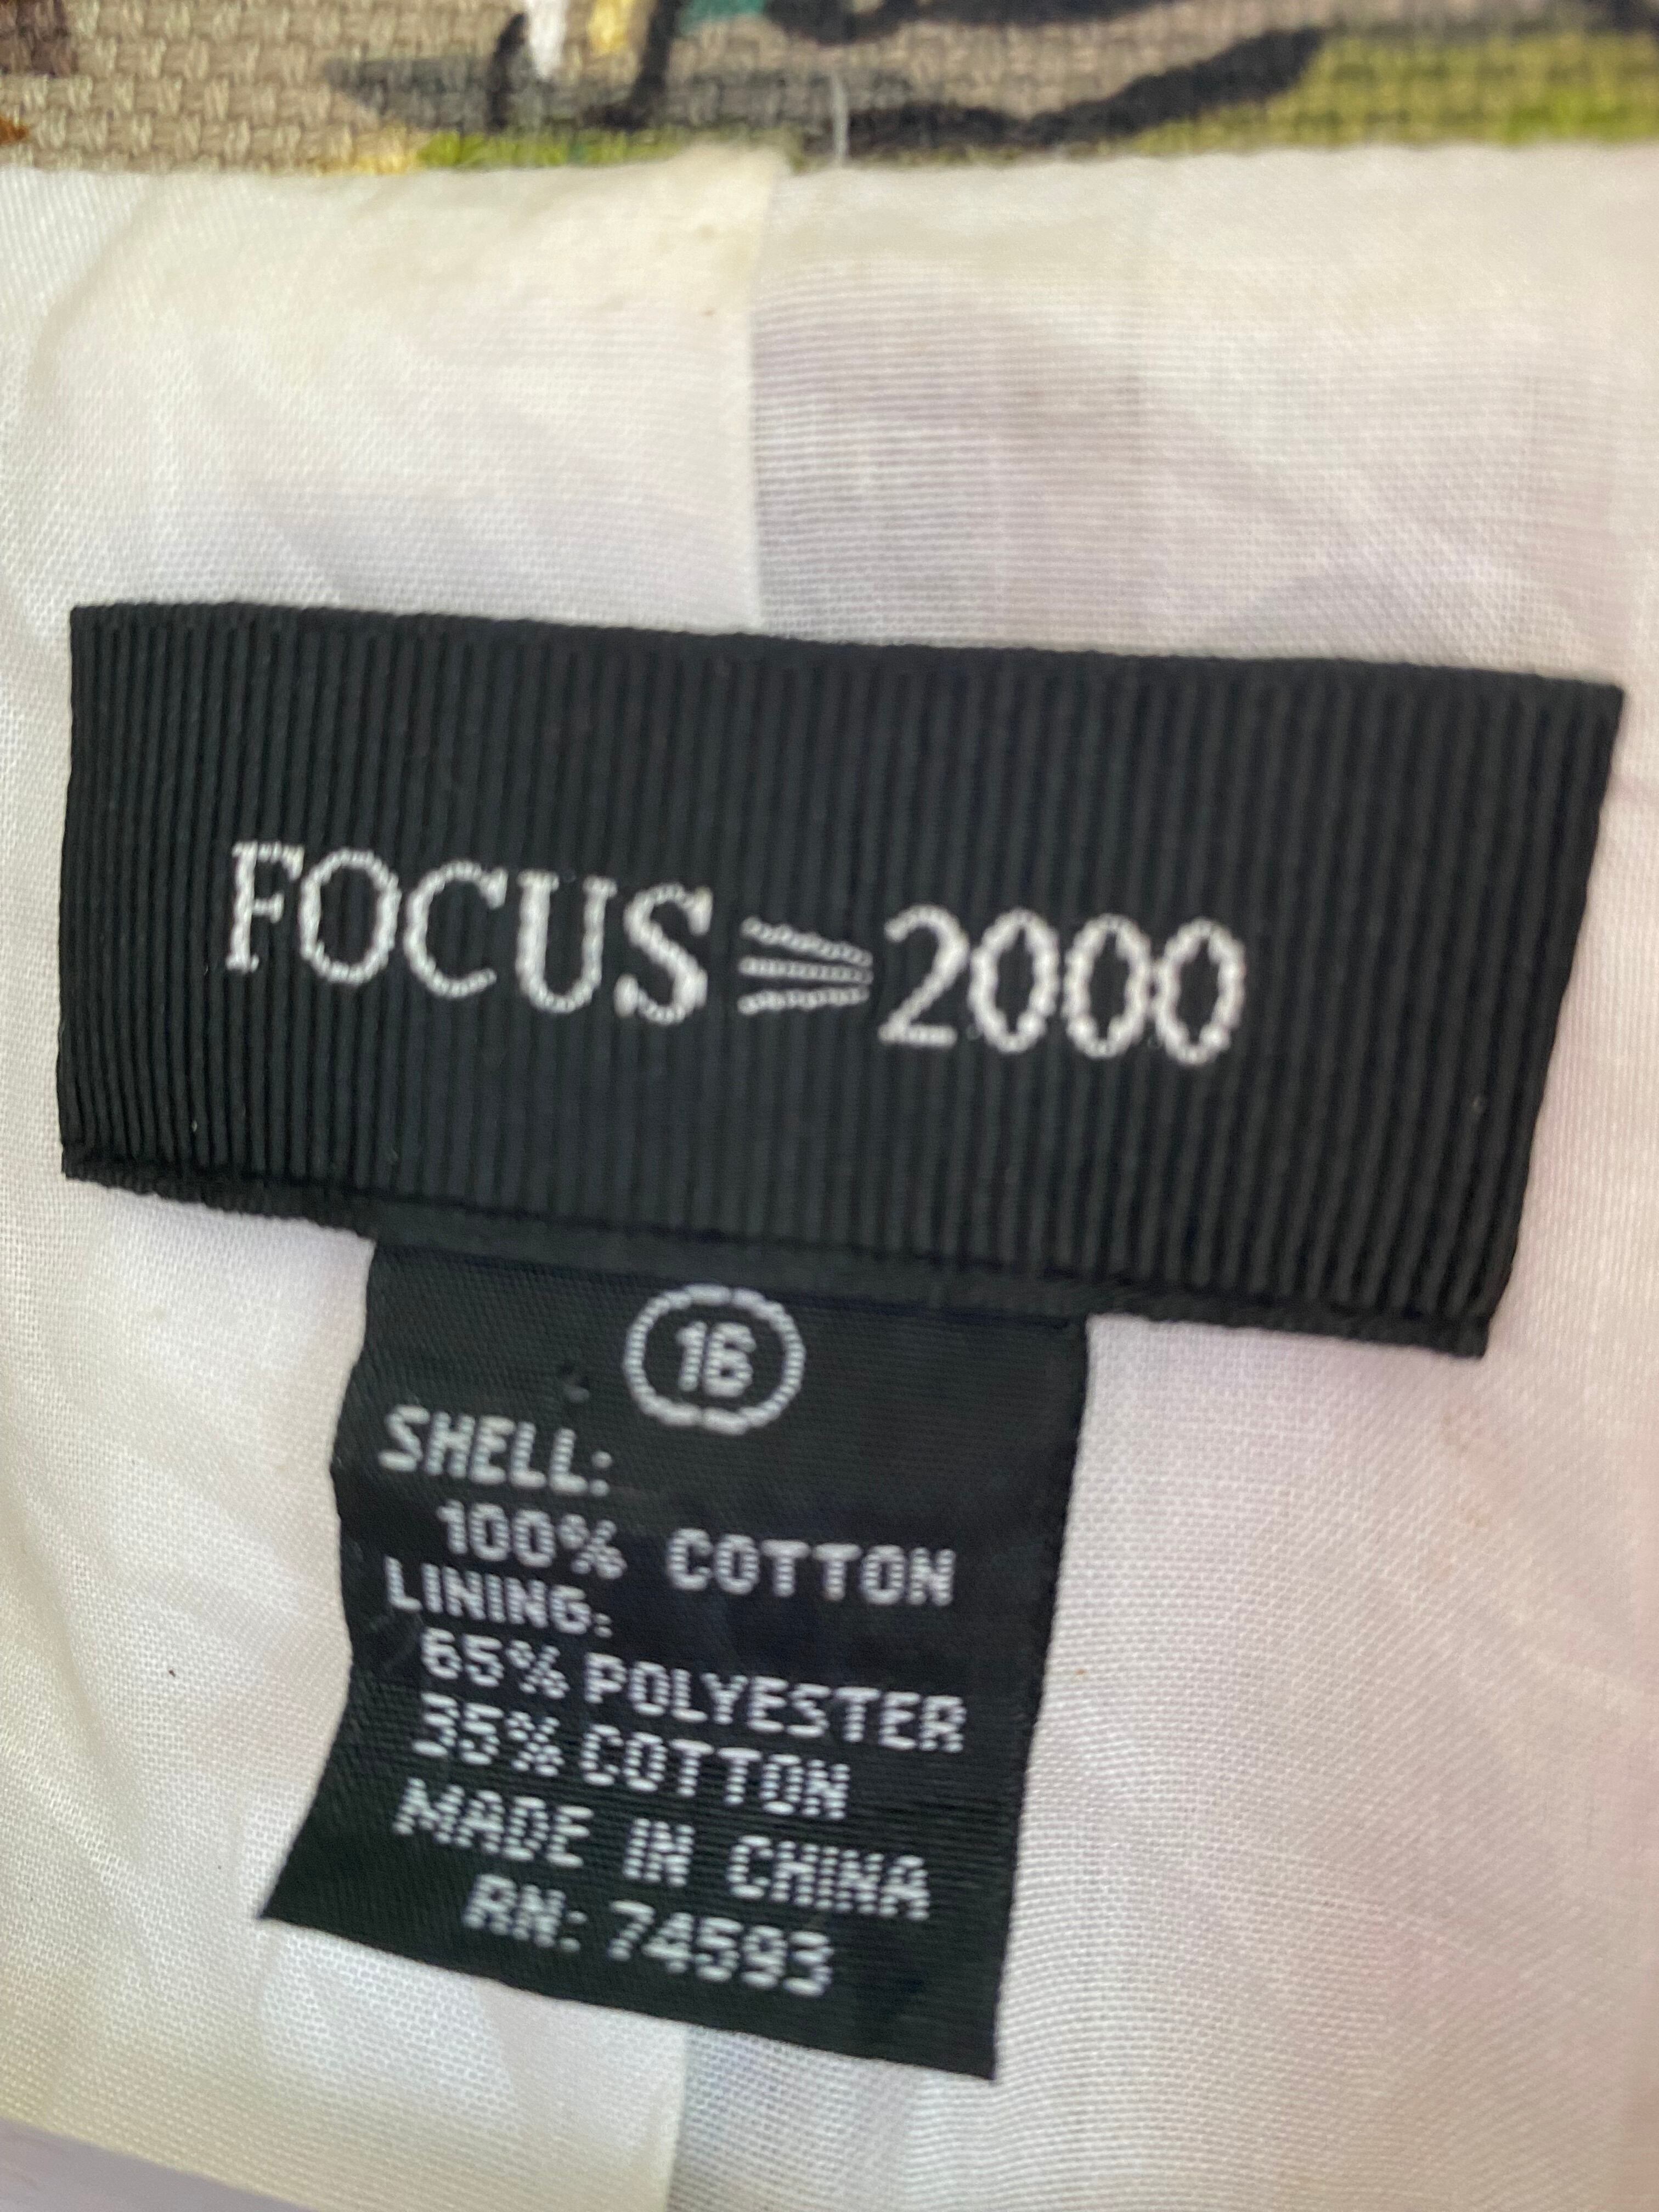 FOCUS 2000
16
SHELL:
100% COTTON
LINING:
65% POLYESTER
35% COTTON
MADE IN CHINA
RN: 74593